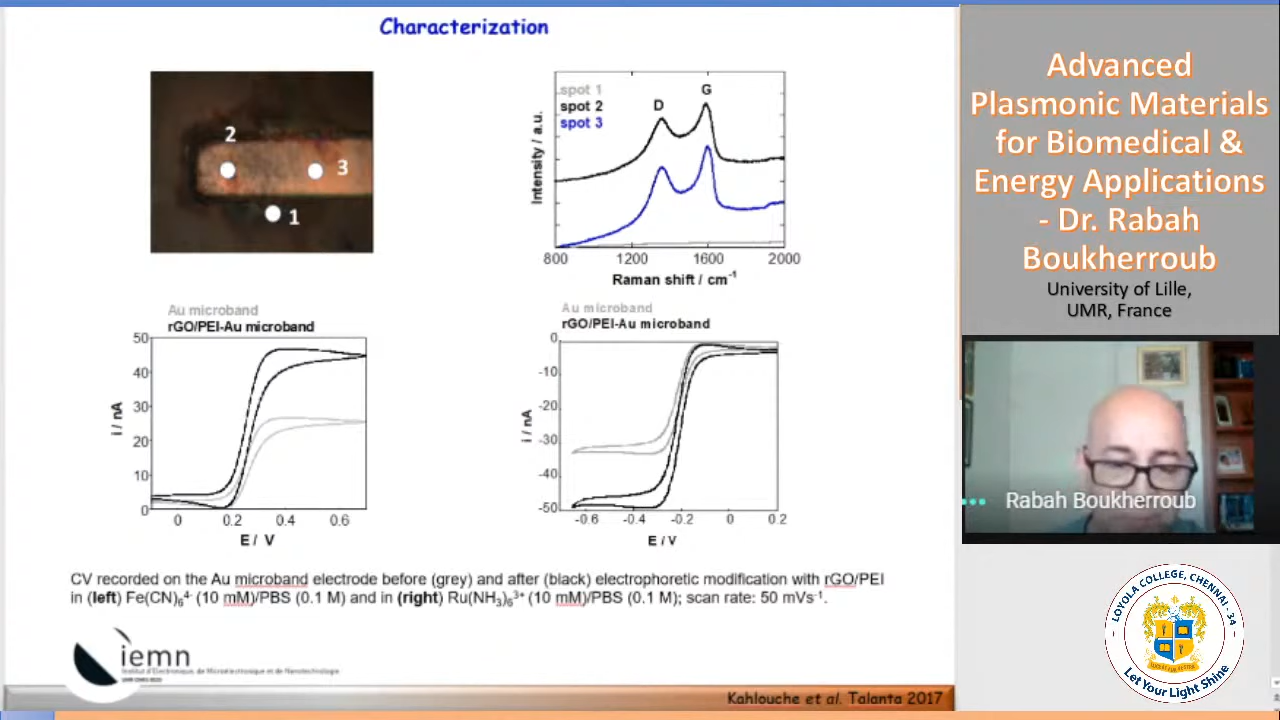 Characterization
2
3
1
spot 1
spot 2
spot 3
D
G
Intensity / a.u.
800 1200 1600 2000
Raman shift / cm-1
Au microband
rGO/PEI-Au microband
50
40
30
20
10
0
i / nA
0 0.2 0.4 0.6
E / V
Au microband
rGO/PEI-Au microband
0
-10
-20
-30
-40
-50
i / nA
-0.6 -0.4 -0.2 0 0.2
E / V
CV recorded on the Au microband electrode before (grey) and after (black) electrophoretic modification with rGO/PEI
in (left) Fe(CN)6 4- (10 mM)/PBS (0.1 M) and in (right) Ru(NH3)6 3+ (10 mM)/PBS (0.1 M); scan rate: 50 mVs-1.
iemn
Institut d'Electronique, de Microélectronique et de Nanotechnologie
UMR CNRS 8520
Kahlouche et al. Talanta 2017
Advanced
Plasmonic Materials
for Biomedical &
Energy Applications
- Dr. Rabah
Boukherroub
University of Lille,
UMR, France
Rabah Boukherroub
LOYOLA COLLEGE, CHENNAI - 34
Let Your Light Shine